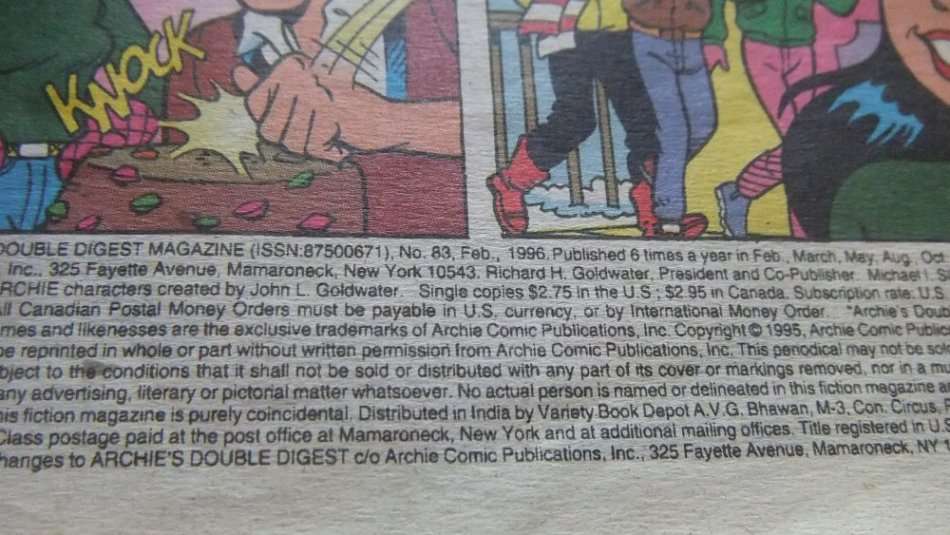 KNOCK
DOUBLE DIGEST MAGAZINE (ISSN:87500671), No. 83, Feb., 1996. Published 6 times a year in Feb., March, May, Aug., Oct.
Inc., 325 Fayette Avenue, Mamaroneck, New York 10543. Richard H. Goldwater, President and Co-Publisher. Michael I. S
ARCHIE characters created by John L. Goldwater. Single copies $2.75 in the U.S.; $2.95 in Canada. Subscription rate: U.S
All Canadian Postal Money Orders must be payable in U.S. currency, or by International Money Order. "Archie's Doub
mes and likenesses are the exclusive trademarks of Archie Comic Publications, Inc. Copyright © 1995, Archie Comic Public
be reprinted in whole or part without written permission from Archie Comic Publications, Inc. This periodical may not be sold
bject to the conditions that it shall not be sold or distributed with any part of its cover or markings removed, nor in a mu
any advertising, literary or pictorial matter whatsoever. No actual person is named or delineated in this fiction magazine a
his fiction magazine is purely coincidental. Distributed in India by Variety Book Depot A.V.G. Bhawan, M-3, Con. Circus,
Class postage paid at the post office at Mamaroneck, New York and at additional mailing offices. Title registered in U.S
hanges to ARCHIE'S DOUBLE DIGEST c/o Archie Comic Publications, Inc., 325 Fayette Avenue, Mamaroneck, NY